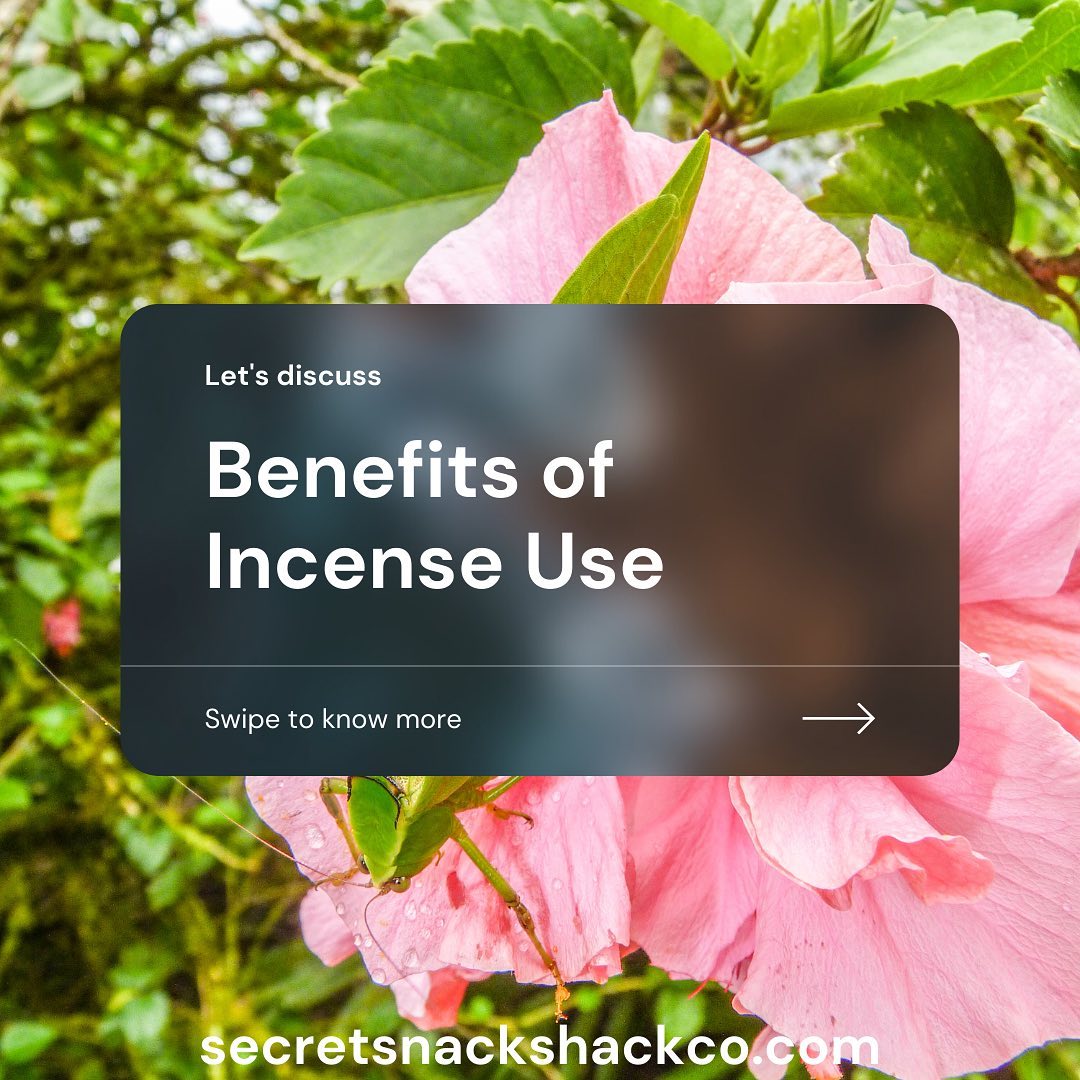 Let's discuss
Benefits of
Incense Use
Swipe to know more
secretsnackshackco.com